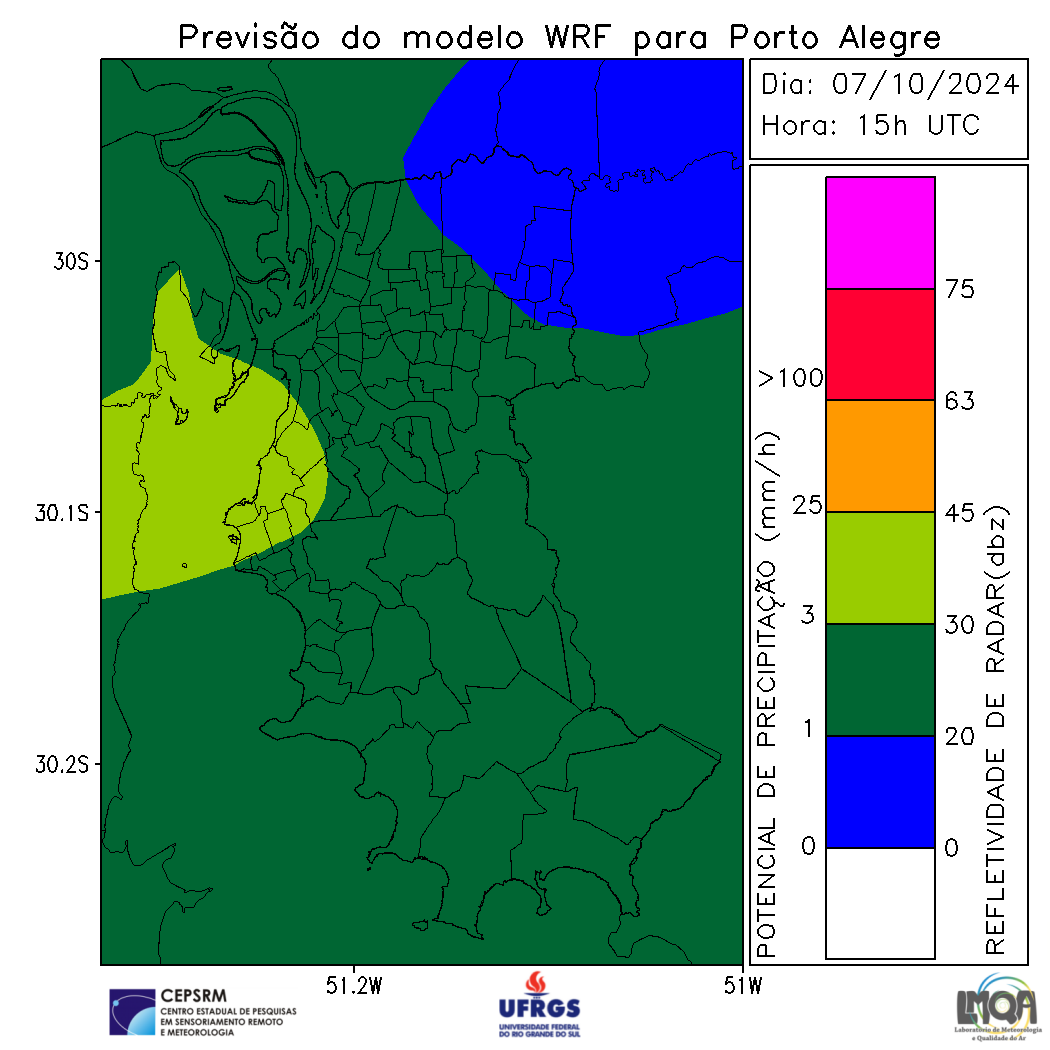 Previsão do modelo WRF para Porto Alegre
Dia: 07/10/2024
Hora: 15h UTC
30S
30.1S
30.2S
51.2W
51W
POTENCIAL DE PRECIPITAÇÃO (mm/h)
>100
25
3
1
0
75
63
45
30
20
0
REFLETIVIDADE DE RADAR(dbz)
CEPSRM
CENTRO ESTADUAL DE PESQUISAS
EM SENSORIAMENTO REMOTO
E METEOROLOGIA
UFRGS
UNIVERSIDADE FEDERAL
DO RIO GRANDE DO SUL
LMQA
Laboratório de Meteorologia
e Qualidade do Ar